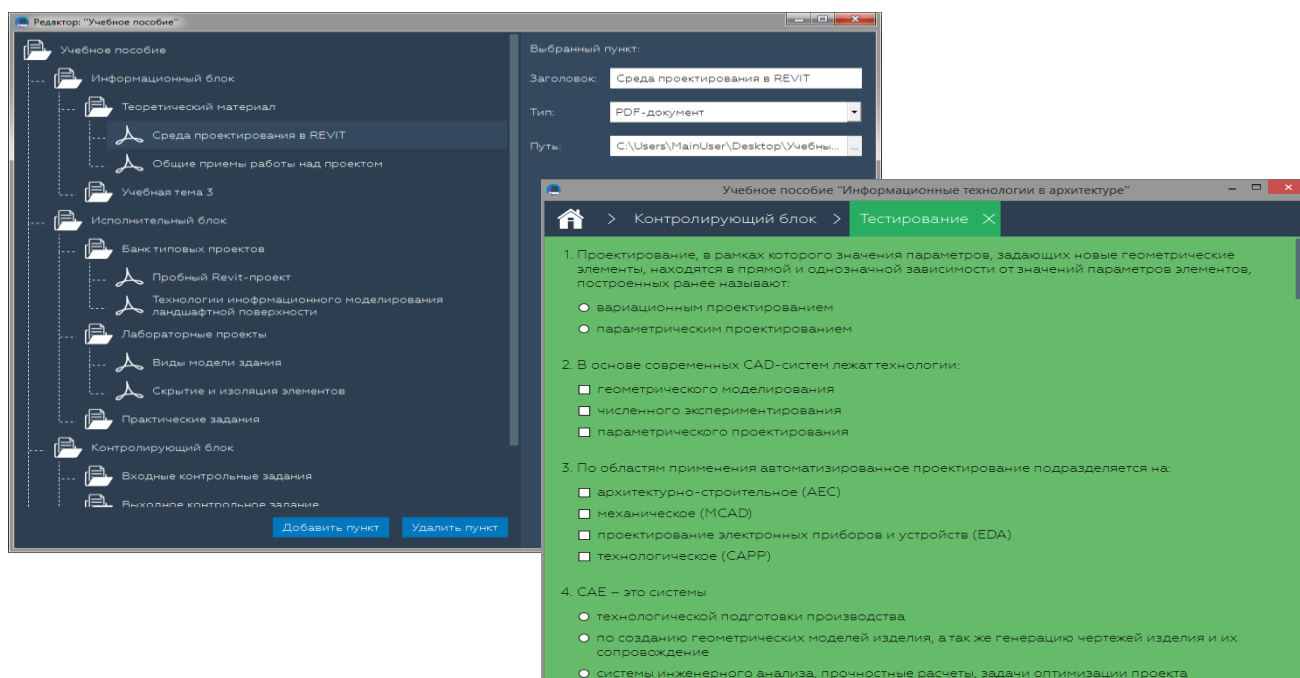 Редактор: "Учебное пособие"
Учебное пособие
Информационный блок
Теоретический материал
Среда проектирования в REVIT
Общие приемы работы над проектом
Учебная тема 3
Исполнительный блок
Банк типовых проектов
Пробный Revit-проект
Технологии инофрмационного моделирования
ландшафтной поверхности
Лабораторные проекты
Виды модели здания
Скрытие и изоляция элементов
Практические задания
Контролирующий блок
Входные контрольные задания
Выходное контрольное задание
Добавить пункт
Удалить пункт
Выбранный пункт:
Заголовок: Среда проектирования в REVIT
Тип: PDF-документ
Путь: C:\Users\MainUser\Desktop\Учебны... ...
Учебное пособие "Информационные технологии в архитектуре"
> Контролирующий блок > Тестирование ×
1. Проектирование, в рамках которого значения параметров, задающих новые геометрические
элементы, находятся в прямой и однозначной зависимости от значений параметров элементов,
построенных ранее называют:
вариационным проектированием
параметрическим проектированием
2. В основе современных CAD-систем лежат технологии:
геометрического моделирования
численного экспериментирования
параметрического проектирования
3. По областям применения автоматизированное проектирование подразделяется на:
архитектурно-строительное (AEC)
механическое (MCAD)
проектирование электронных приборов и устройств (EDA)
технологическое (CAPP)
4. CAE – это системы
технологической подготовки производства
по созданию геометрических моделей изделия, а так же генерацию чертежей изделия и их
сопровождение
системы инженерного анализа, прочностные расчеты, задачи оптимизации проекта